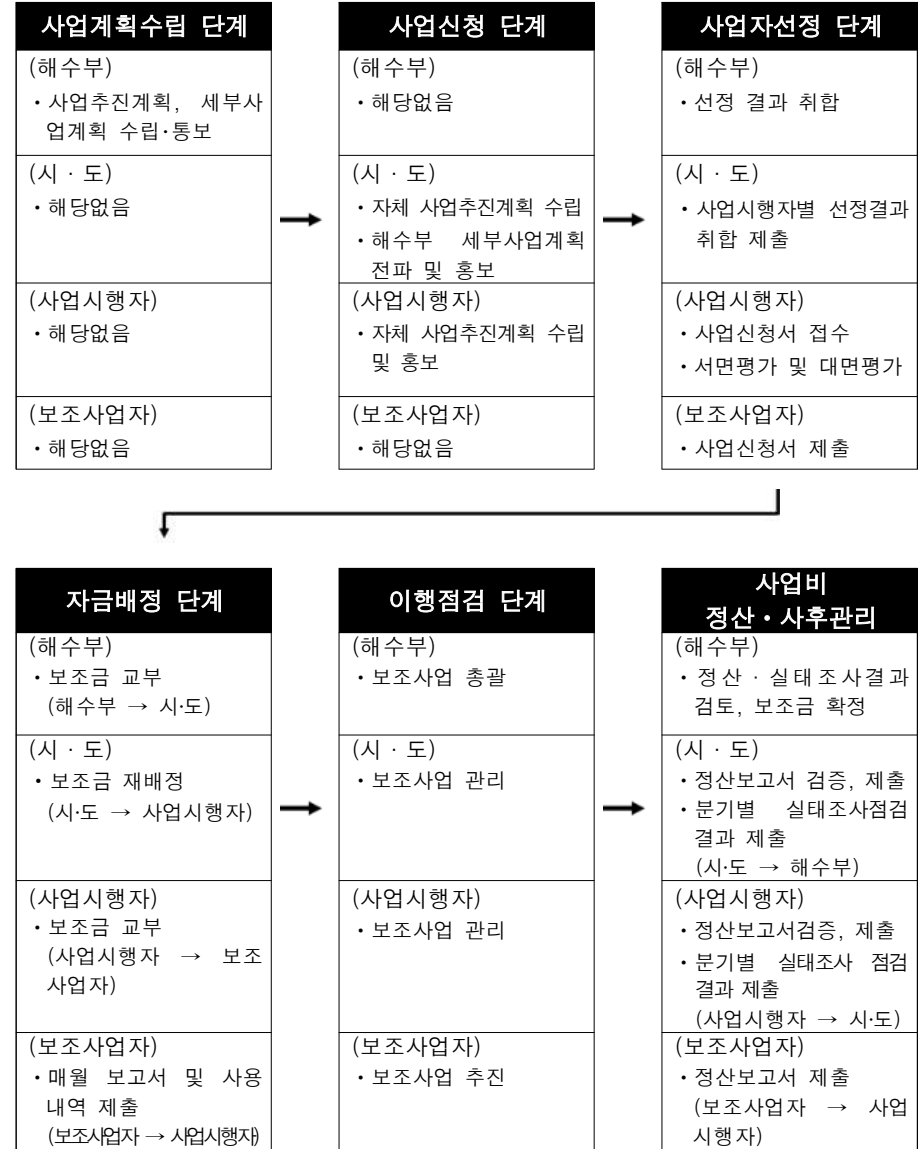 사업계획수립 단계
(해수부)
・사업추진계획, 세부사
업계획 수립·통보
(시 · 도)
・해당없음
(사업시행자)
・해당없음
(보조사업자)
・해당없음
사업신청 단계
(해수부)
・해당없음
(시 · 도)
・자체 사업추진계획 수립
・해수부 세부사업계획
전파 및 홍보
(사업시행자)
・자체 사업추진계획 수립
및 홍보
(보조사업자)
・해당없음
사업자선정 단계
(해수부)
・선정 결과 취합
(시 · 도)
・사업시행자별 선정결과
취합 제출
(사업시행자)
・사업신청서 접수
・서면평가 및 대면평가
(보조사업자)
・사업신청서 제출
자금배정 단계
(해수부)
・보조금 교부
(해수부 → 시·도)
(시 · 도)
・보조금 재배정
(시·도 → 사업시행자)
(사업시행자)
・보조금 교부
(사업시행자 → 보조
사업자)
(보조사업자)
・매월 보고서 및 사용
내역 제출
(보조사업자 → 사업시행자)
이행점검 단계
(해수부)
・보조사업 총괄
(시 · 도)
・보조사업 관리
(사업시행자)
・보조사업 관리
(보조사업자)
・보조사업 추진
사업비
정산・사후관리
(해수부)
・정산 · 실태조사결과
검토, 보조금 확정
(시 · 도)
・정산보고서 검증, 제출
・분기별 실태조사점검
결과 제출
(시·도 → 해수부)
(사업시행자)
・정산보고서검증, 제출
・분기별 실태조사 점검
결과 제출
(사업시행자 → 시·도)
(보조사업자)
・정산보고서 제출
(보조사업자 → 사업
시행자)